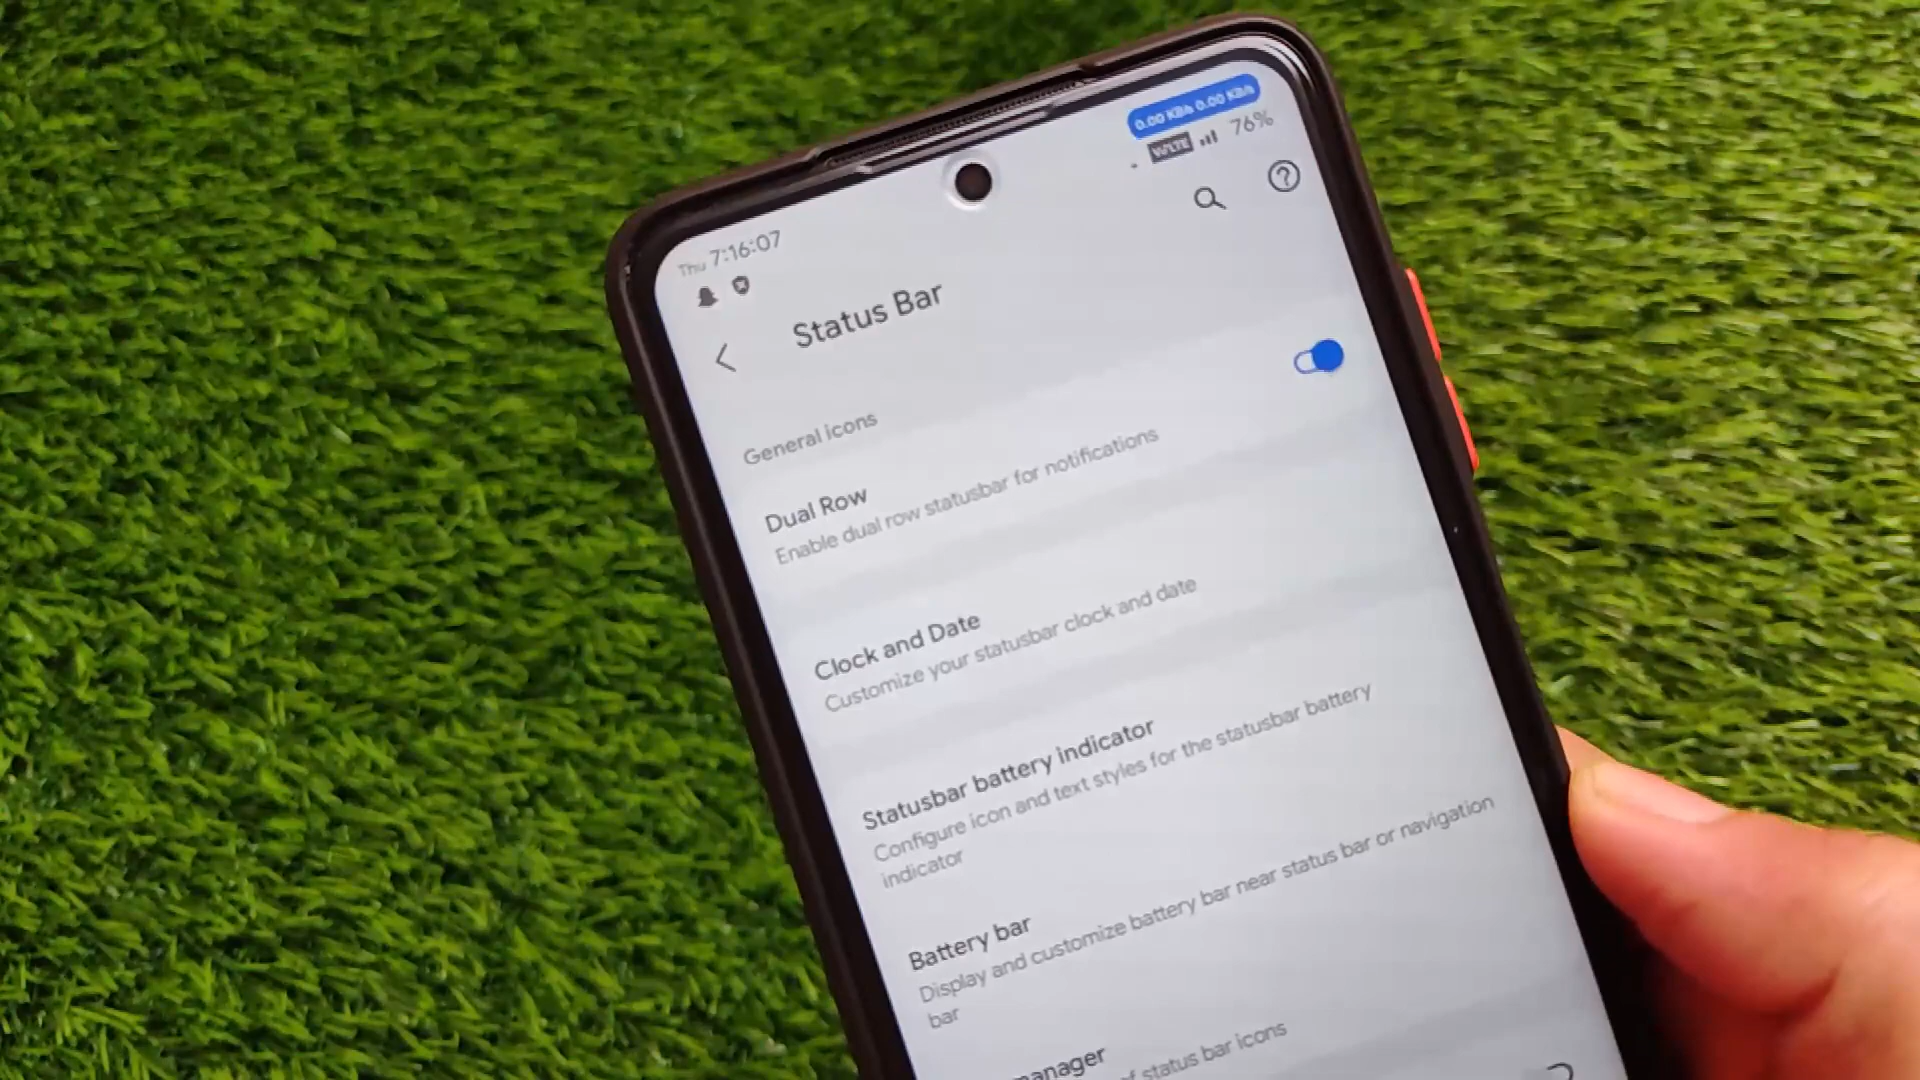 0.00 KB/s 0.00 KB/s
76%
Thu 7:16:07
Status Bar
General icons
Dual Row
Enable dual row statusbar for notifications
Clock and Date
Customize your statusbar clock and date
Statusbar battery indicator
Configure icon and text styles for the statusbar battery
indicator
Battery bar
Display and customize battery bar near status bar or navigation
bar
manager
of status bar icons